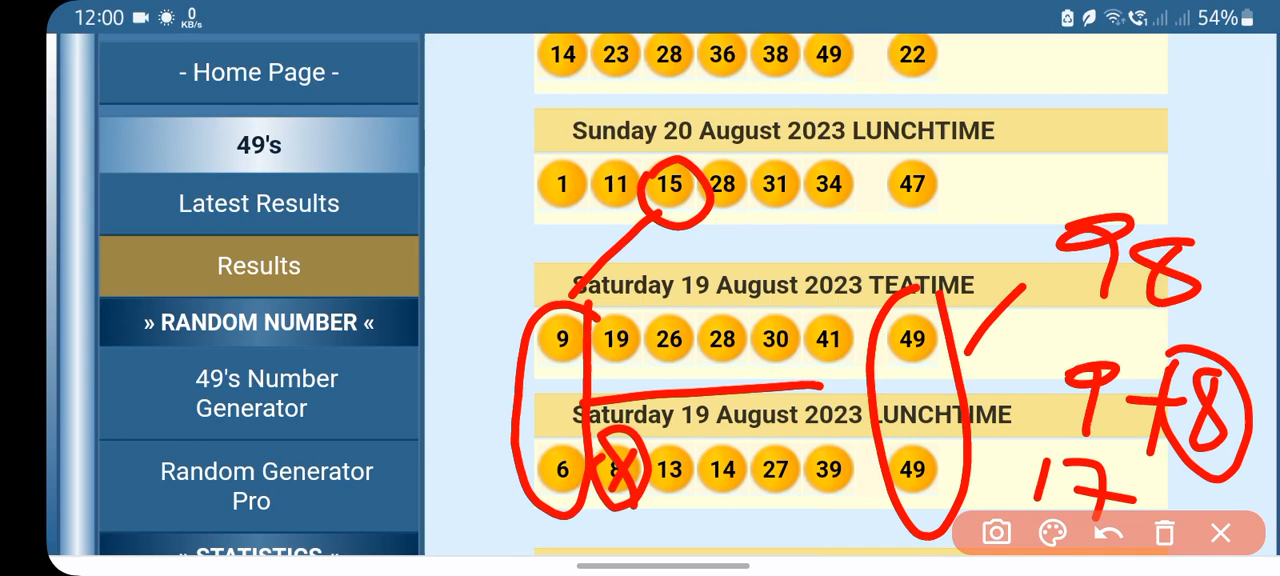 12:00 0 KB/s 54%
- Home Page -
49's
Latest Results
Results
» RANDOM NUMBER «
49's Number
Generator
Random Generator
Pro
» STATISTICS «
14 23 28 36 38 49 22
Sunday 20 August 2023 LUNCHTIME
1 11 15 28 31 34 47
Saturday 19 August 2023 TEATIME
9 19 26 28 30 41 49
Saturday 19 August 2023 LUNCHTIME
6 8 13 14 27 39 49
98
9+8
17